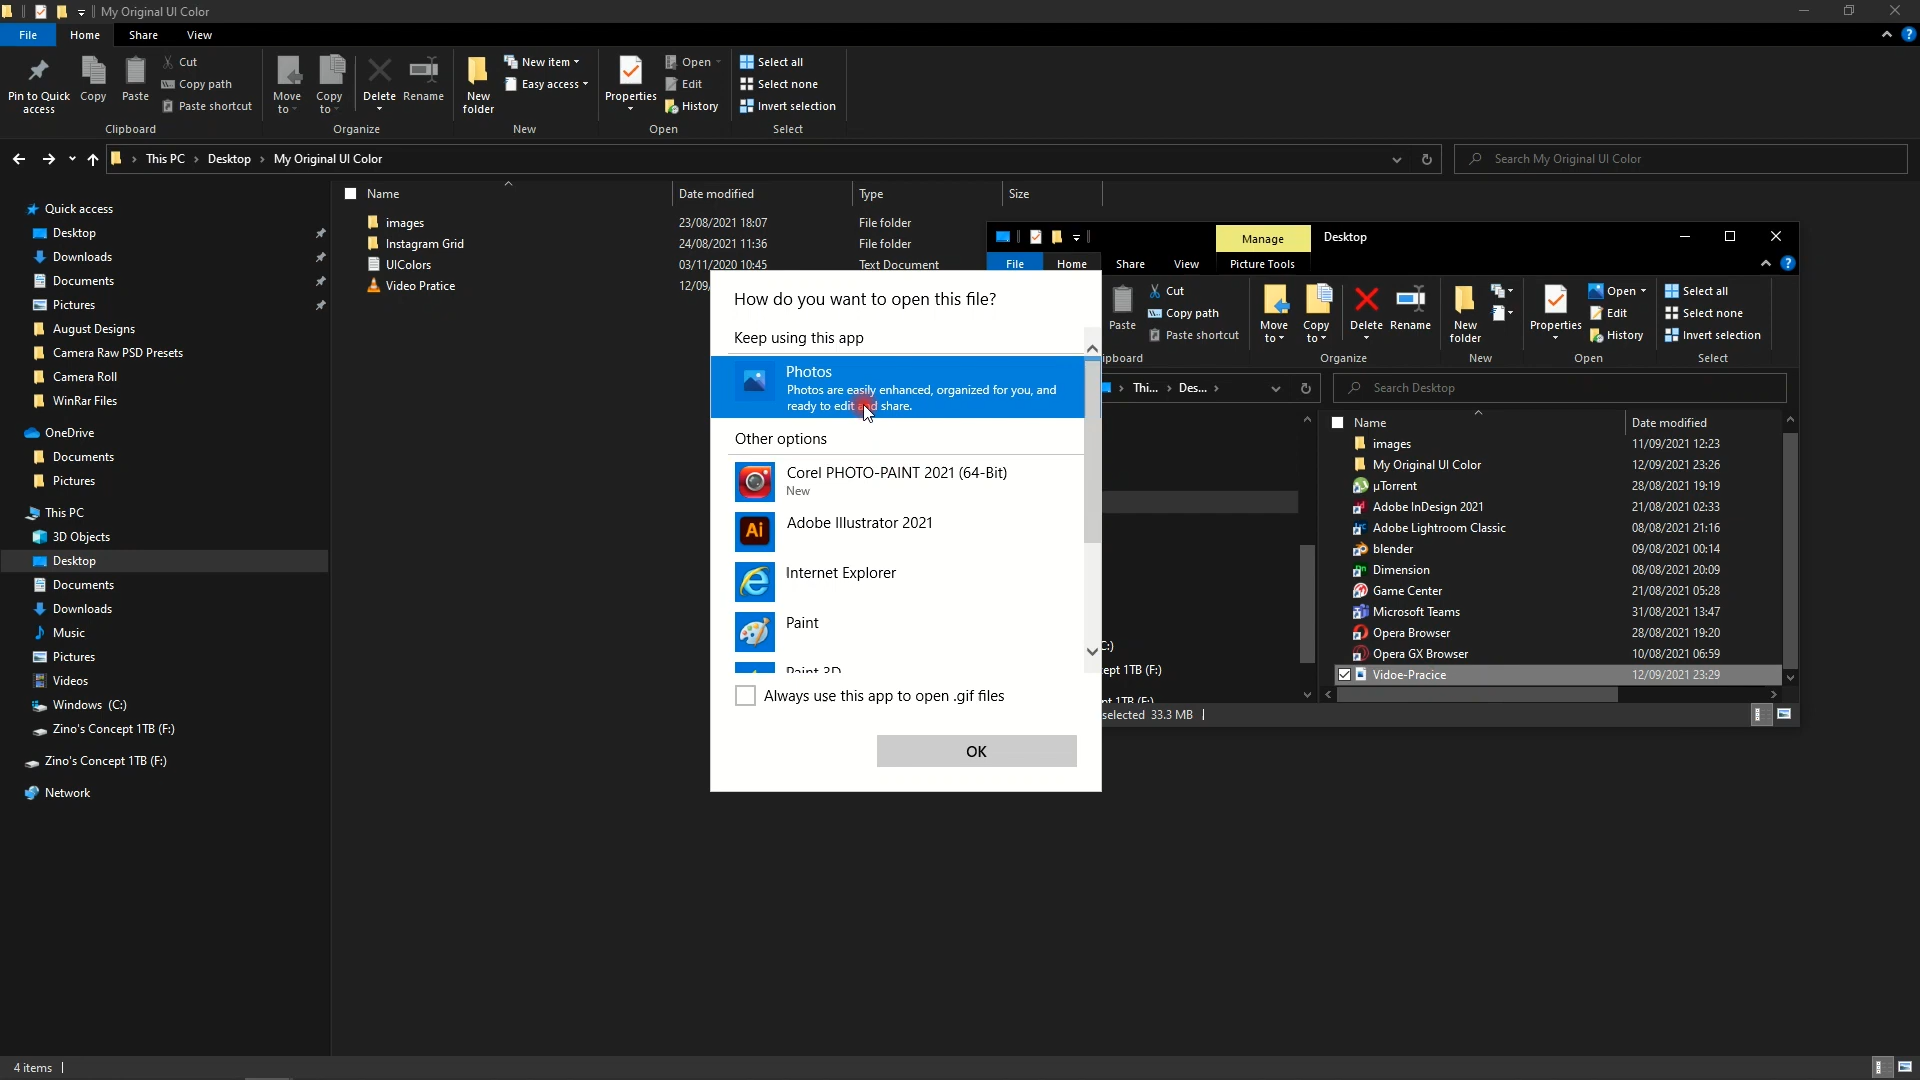 My Original UI Color
File Home Share View
Pin to Quick access
Copy
Paste
Cut
Copy path
Paste shortcut
Clipboard
Move to
Copy to
Delete
Rename
Organize
New folder
New item
Easy access
New
Properties
Open
Edit
History
Open
Select all
Select none
Invert selection
Select
This PC > Desktop > My Original UI Color
Search My Original UI Color
Quick access
Desktop
Downloads
Documents
Pictures
August Designs
Camera Raw PSD Presets
Camera Roll
WinRar Files
OneDrive
Documents
Pictures
This PC
3D Objects
Desktop
Documents
Downloads
Music
Pictures
Videos
Windows (C:)
Zino's Concept 1TB (F:)
Zino's Concept 1TB (F:)
Network
Name Date modified Type Size
images 23/08/2021 18:07 File folder
Instagram Grid 24/08/2021 11:36 File folder
UIColors 03/11/2020 10:45 Text Document
Video Pratice 12/09/
How do you want to open this file?
Keep using this app
Photos
Photos are easily enhanced, organized for you, and
ready to edit and share.
Other options
Corel PHOTO-PAINT 2021 (64-Bit)
New
Adobe Illustrator 2021
Internet Explorer
Paint
Paint 3D
Always use this app to open .gif files
OK
Manage Desktop
File Home Share View Picture Tools
Paste
Cut
Copy path
Paste shortcut
pboard
Move to
Copy to
Delete
Rename
Organize
New folder
New
Properties
Open
Edit
History
Open
Select all
Select none
Invert selection
Select
Thi... > Des... >
Search Desktop
C:)
ept 1TB (F:)
nt 1TB (F:)
Name Date modified
images 11/09/2021 12:23
My Original UI Color 12/09/2021 23:26
µTorrent 28/08/2021 19:19
Adobe InDesign 2021 21/08/2021 02:33
Adobe Lightroom Classic 08/08/2021 21:16
blender 09/08/2021 00:14
Dimension 08/08/2021 20:09
Game Center 21/08/2021 05:28
Microsoft Teams 31/08/2021 13:47
Opera Browser 28/08/2021 19:20
Opera GX Browser 10/08/2021 06:59
Vidoe-Pracice 12/09/2021 23:29
selected 33.3 MB
4 items